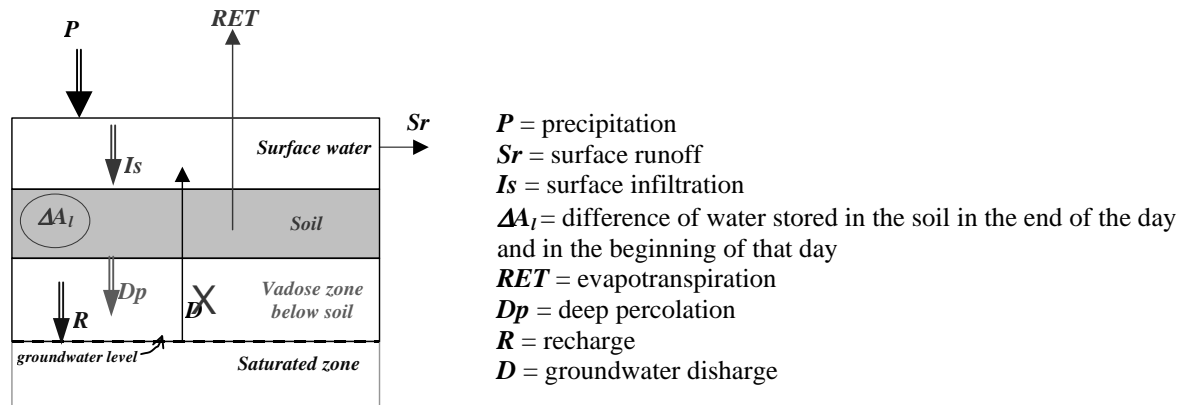 RET
P
Sr
Surface water
Is
ΔA_l
Soil
Dp
Vadose zone
below soil
D
X
R
groundwater level
Saturated zone
P = precipitation
Sr = surface runoff
Is = surface infiltration
ΔA_l = difference of water stored in the soil in the end of the day
and in the beginning of that day
RET = evapotranspiration
Dp = deep percolation
R = recharge
D = groundwater disharge